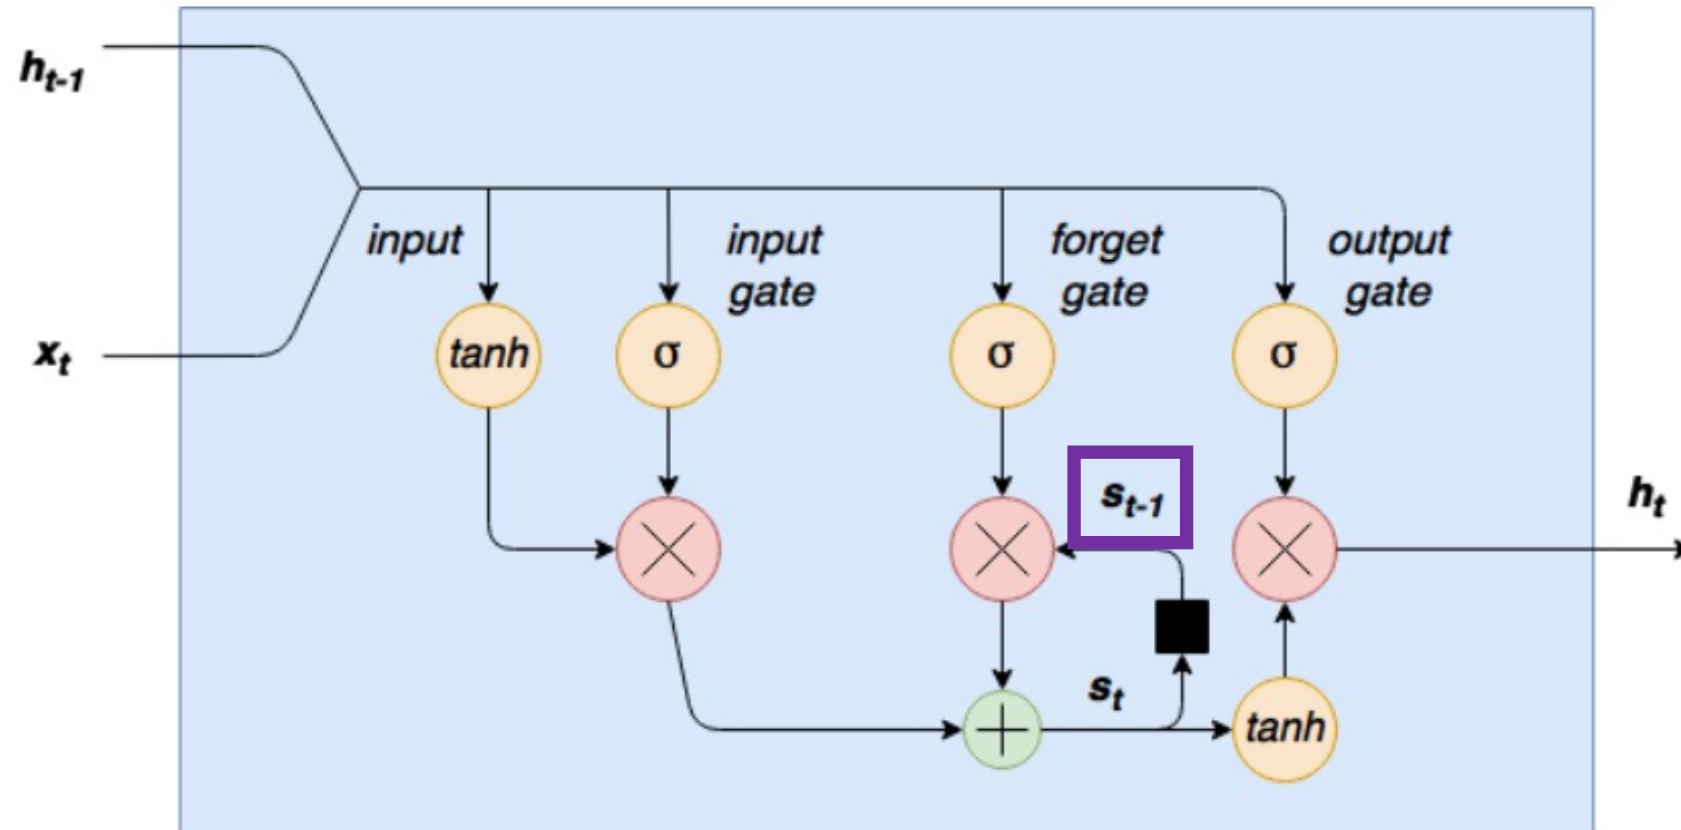 h_{t-1}
input
input
gate
forget
gate
output
gate
x_t
tanh
σ
σ
σ
s_{t-1}
h_t
s_t
tanh